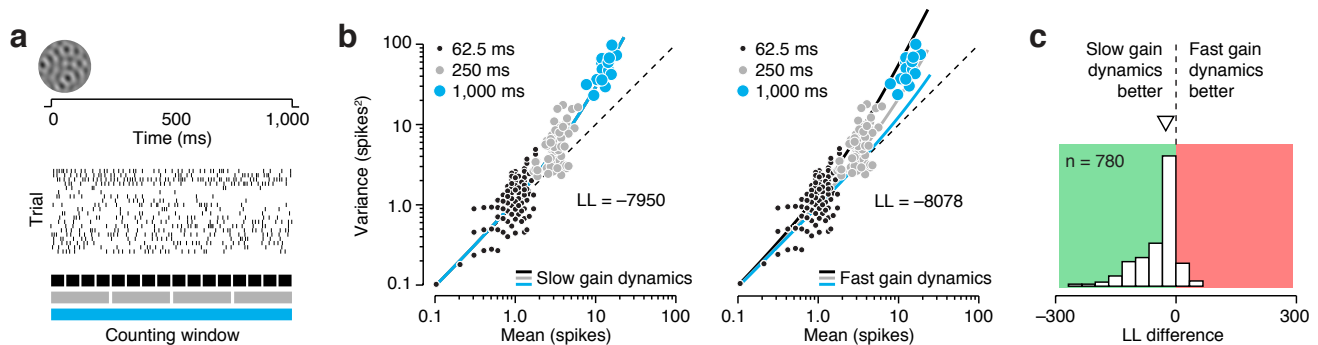 a
0
500
1,000
Time (ms)
Trial
Counting window
b
62.5 ms
250 ms
1,000 ms
100
10
1.0
0.1
Variance (spikes²)
LL = –7950
Slow gain dynamics
0.1
1.0
10
100
Mean (spikes)
62.5 ms
250 ms
1,000 ms
LL = –8078
Fast gain dynamics
0.1
1.0
10
100
Mean (spikes)
c
Slow gain
dynamics
better
Fast gain
dynamics
better
n = 780
–300
0
300
LL difference